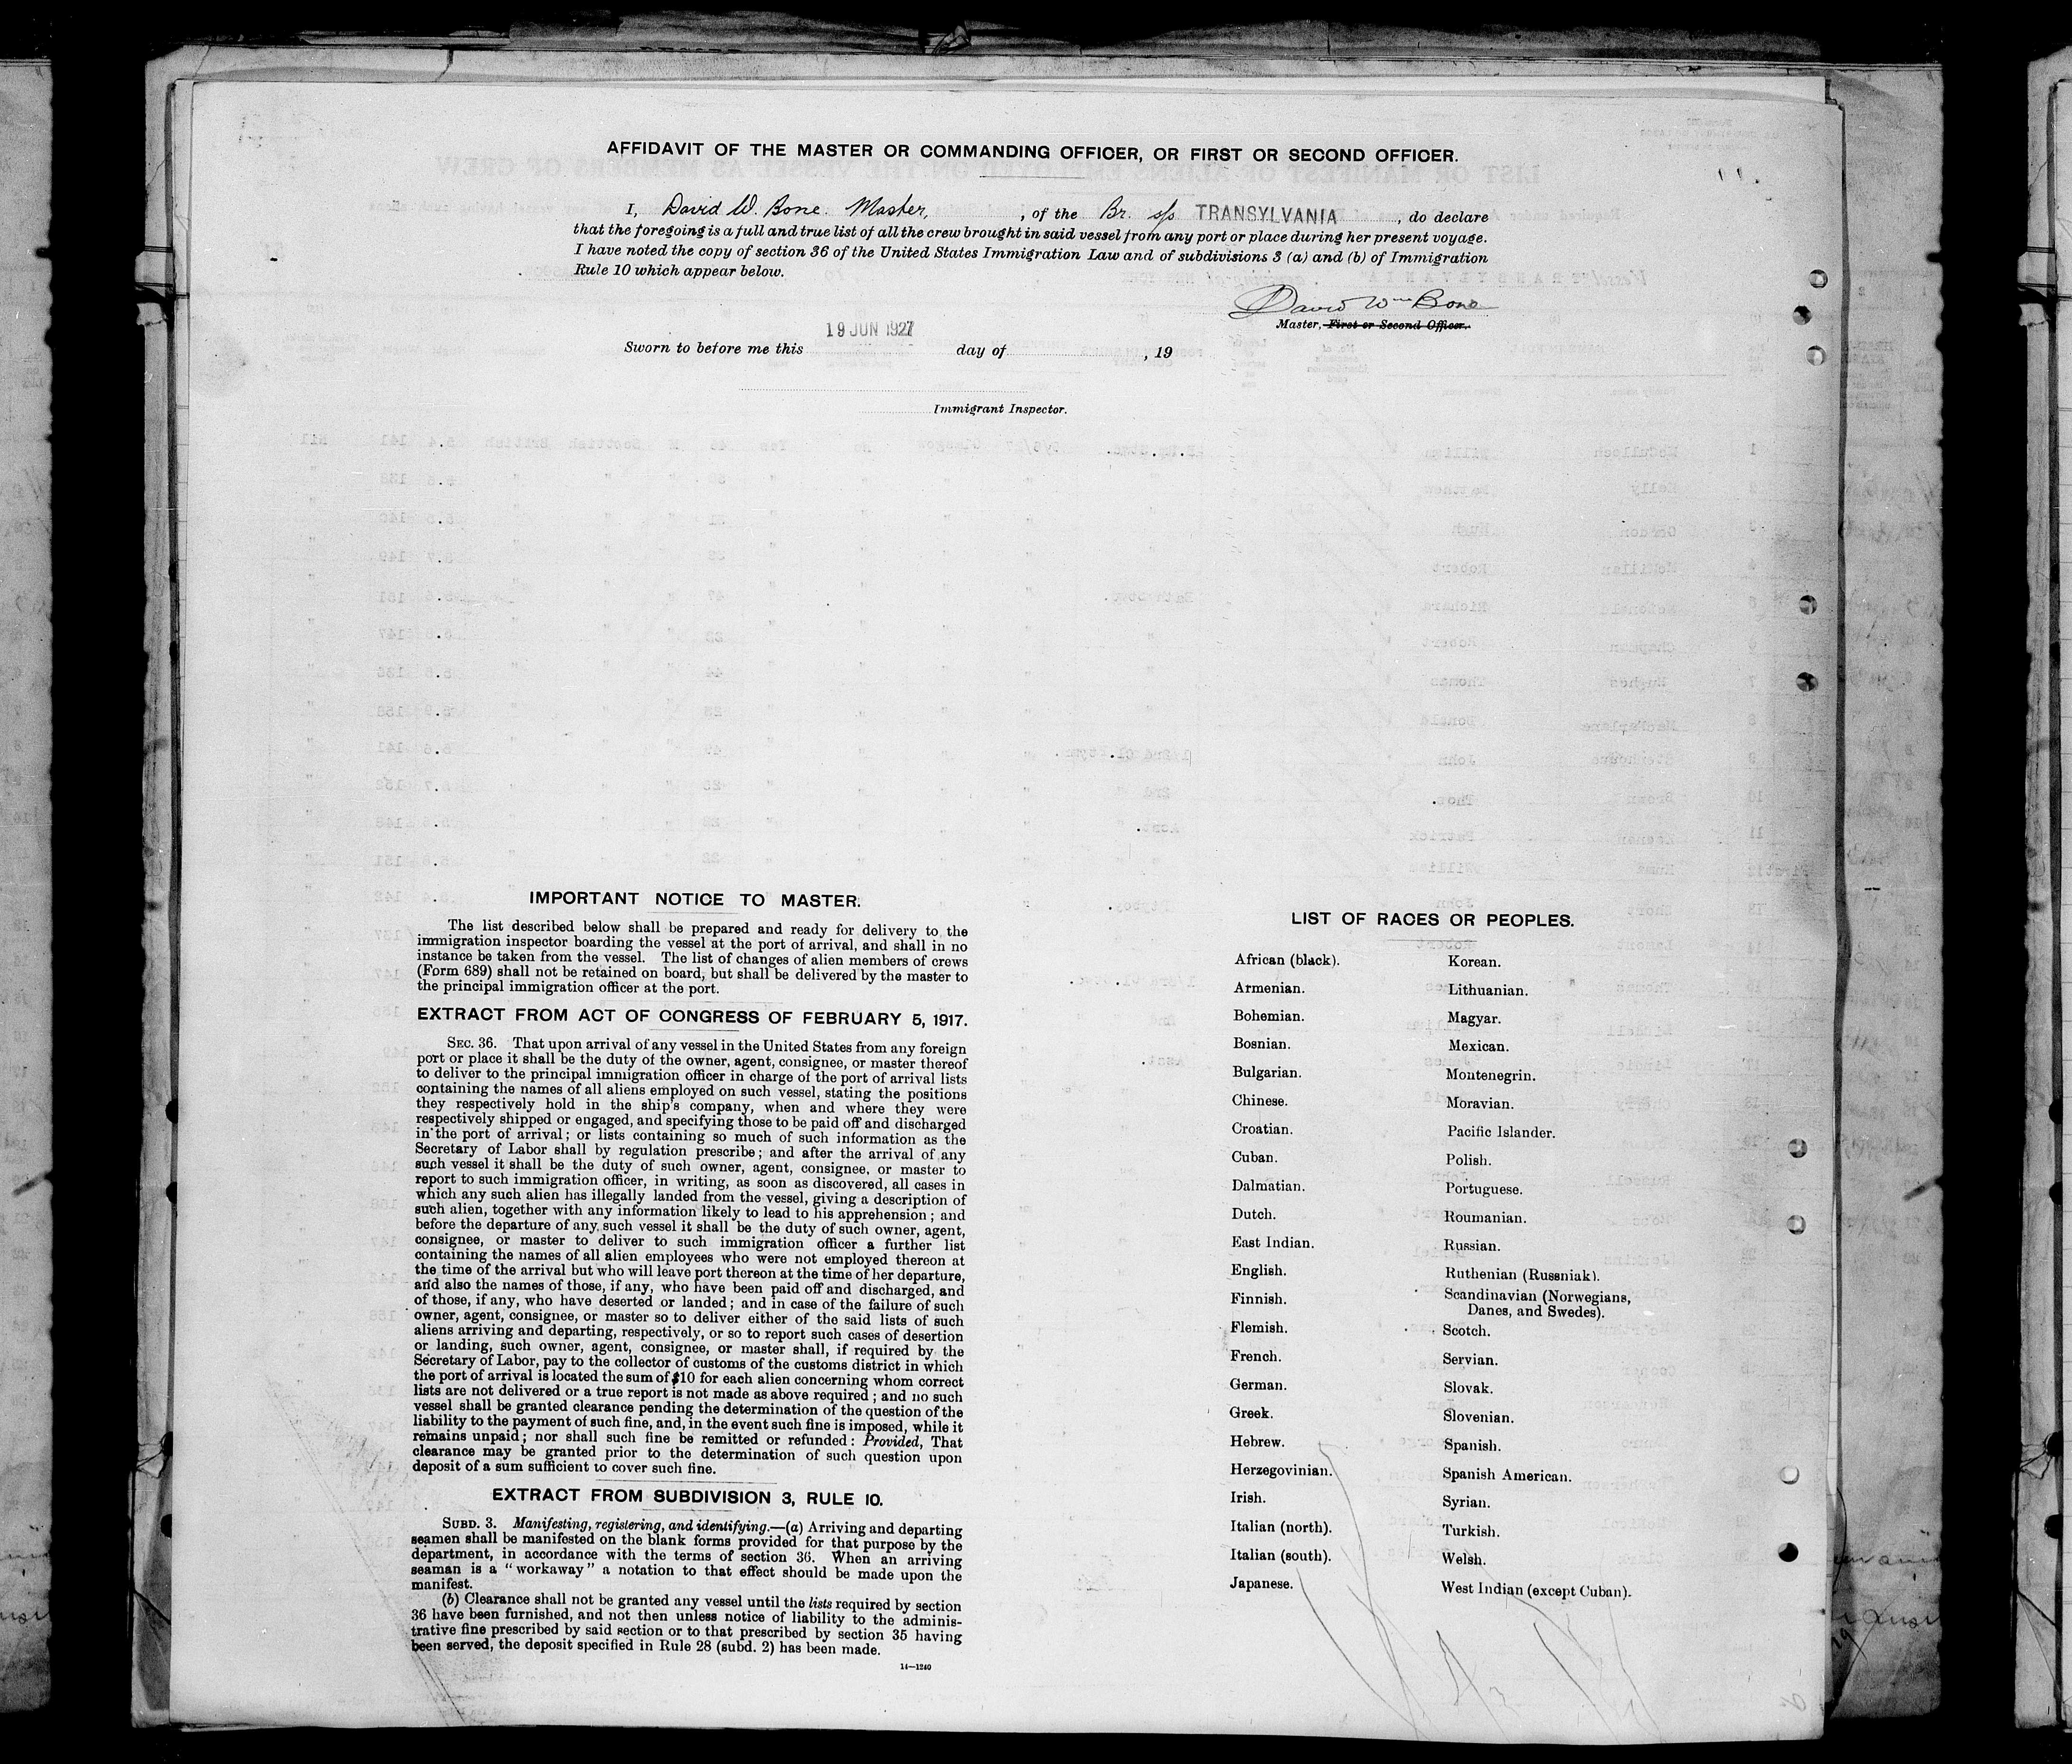 AFFIDAVIT OF THE MASTER OR COMMANDING OFFICER, OR FIRST OR SECOND OFFICER.
I, David W. Bone. Master, , of the Br. s/s TRANSYLVANIA , do declare
that the foregoing is a full and true list of all the crew brought in said vessel from any port or place during her present voyage.
I have noted the copy of section 36 of the United States Immigration Law and of subdivisions 3 (a) and (b) of Immigration
Rule 10 which appear below.
David Wm Bone
Master, First or Second Officer.
19 JUN 1927
Sworn to before me this day of , 19
Immigrant Inspector.
IMPORTANT NOTICE TO MASTER.
The list described below shall be prepared and ready for delivery to the
immigration inspector boarding the vessel at the port of arrival, and shall in no
instance be taken from the vessel. The list of changes of alien members of crews
(Form 689) shall not be retained on board, but shall be delivered by the master to
the principal immigration officer at the port.
EXTRACT FROM ACT OF CONGRESS OF FEBRUARY 5, 1917.
SEC. 36. That upon arrival of any vessel in the United States from any foreign
port or place it shall be the duty of the owner, agent, consignee, or master thereof
to deliver to the principal immigration officer in charge of the port of arrival lists
containing the names of all aliens employed on such vessel, stating the positions
they respectively hold in the ship's company, when and where they were
respectively shipped or engaged, and specifying those to be paid off and discharged
in the port of arrival; or lists containing so much of such information as the
Secretary of Labor shall by regulation prescribe; and after the arrival of any
such vessel it shall be the duty of such owner, agent, consignee, or master to
report to such immigration officer, in writing, as soon as discovered, all cases in
which any such alien has illegally landed from the vessel, giving a description of
such alien, together with any information likely to lead to his apprehension; and
before the departure of any such vessel it shall be the duty of such owner, agent,
consignee, or master to deliver to such immigration officer a further list
containing the names of all alien employees who were not employed thereon at
the time of the arrival but who will leave port thereon at the time of her departure,
and also the names of those, if any, who have been paid off and discharged, and
of those, if any, who have deserted or landed; and in case of the failure of such
owner, agent, consignee, or master so to deliver either of the said lists of such
aliens arriving and departing, respectively, or so to report such cases of desertion
or landing, such owner, agent, consignee, or master shall, if required by the
Secretary of Labor, pay to the collector of customs of the customs district in which
the port of arrival is located the sum of $10 for each alien concerning whom correct
lists are not delivered or a true report is not made as above required; and no such
vessel shall be granted clearance pending the determination of the question of the
liability to the payment of such fine, and, in the event such fine is imposed, while it
remains unpaid; nor shall such fine be remitted or refunded: Provided, That
clearance may be granted prior to the determination of such question upon
deposit of a sum sufficient to cover such fine.
EXTRACT FROM SUBDIVISION 3, RULE 10.
SUBD. 3. Manifesting, registering, and identifying.—(a) Arriving and departing
seamen shall be manifested on the blank forms provided for that purpose by the
department, in accordance with the terms of section 36. When an arriving
seaman is a "workaway" a notation to that effect should be made upon the
manifest.
(b) Clearance shall not be granted any vessel until the lists required by section
36 have been furnished, and not then unless notice of liability to the adminis-
trative fine prescribed by said section or to that prescribed by section 35 having
been served, the deposit specified in Rule 28 (subd. 2) has been made.
14—1240
LIST OF RACES OR PEOPLES.
African (black).
Armenian.
Bohemian.
Bosnian.
Bulgarian.
Chinese.
Croatian.
Cuban.
Dalmatian.
Dutch.
East Indian.
English.
Finnish.
Flemish.
French.
German.
Greek.
Hebrew.
Herzegovinian.
Irish.
Italian (north).
Italian (south).
Japanese.
Korean.
Lithuanian.
Magyar.
Mexican.
Montenegrin.
Moravian.
Pacific Islander.
Polish.
Portuguese.
Roumanian.
Russian.
Ruthenian (Russniak).
Scandinavian (Norwegians,
Danes, and Swedes).
Scotch.
Servian.
Slovak.
Slovenian.
Spanish.
Spanish American.
Syrian.
Turkish.
Welsh.
West Indian (except Cuban).